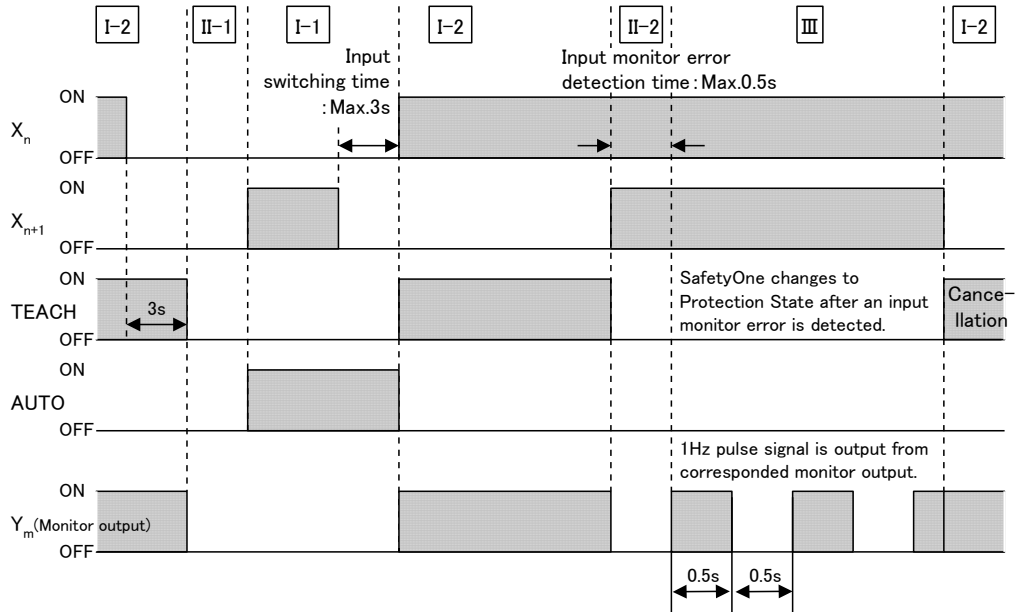 I-2
II-1
I-1
I-2
II-2
III
I-2
Input
switching time
:Max.3s
Input monitor error
detection time:Max.0.5s
ON
Xn
OFF
ON
Xn+1
OFF
ON
TEACH
3s
OFF
SafetyOne changes to
Protection State after an input
monitor error is detected.
Cance-
llation
ON
AUTO
OFF
1Hz pulse signal is output from
corresponded monitor output.
ON
Ym(Monitor output)
OFF
0.5s
0.5s